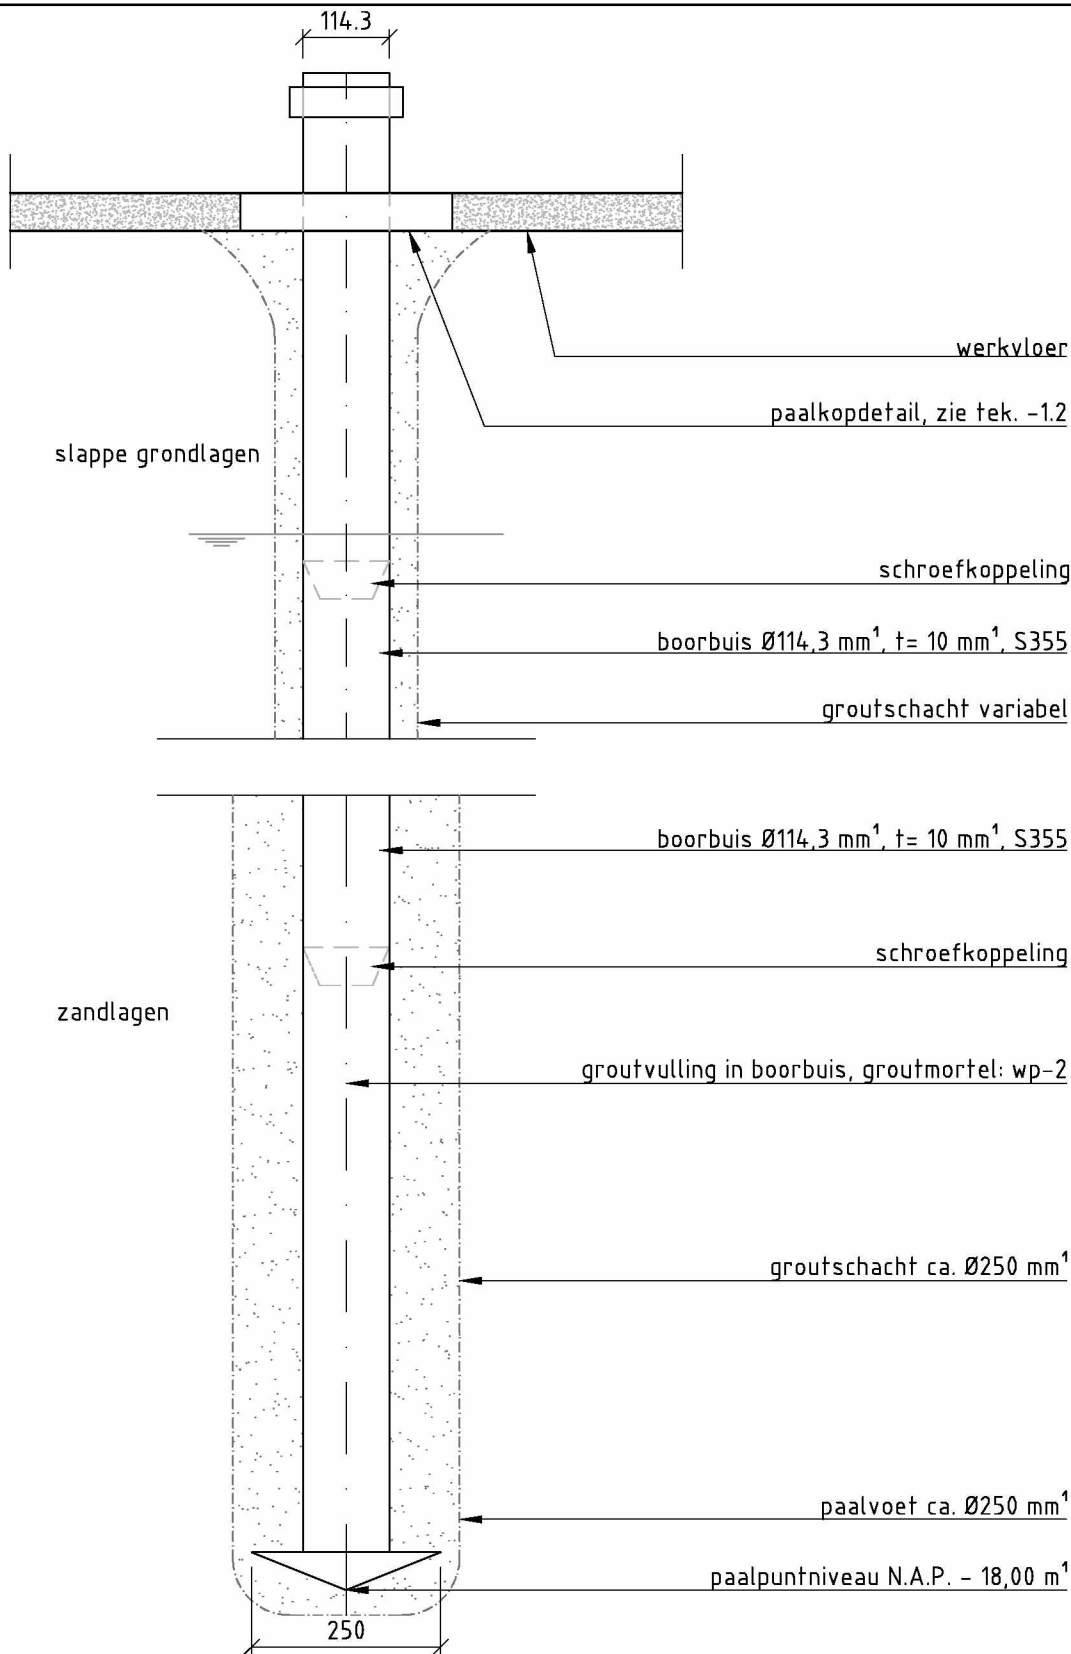 114.3
werkvloer
paalkopdetail, zie tek. -1.2
slappe grondlagen
schroefkoppeling
boorbuis Ø114,3 mm¹, t= 10 mm¹, S355
groutschacht variabel
boorbuis Ø114,3 mm¹, t= 10 mm¹, S355
schroefkoppeling
zandlagen
groutvulling in boorbuis, groutmortel: wp-2
groutschacht ca. Ø250 mm¹
paalvoet ca. Ø250 mm¹
paalpuntniveau N.A.P. - 18,00 m¹
250